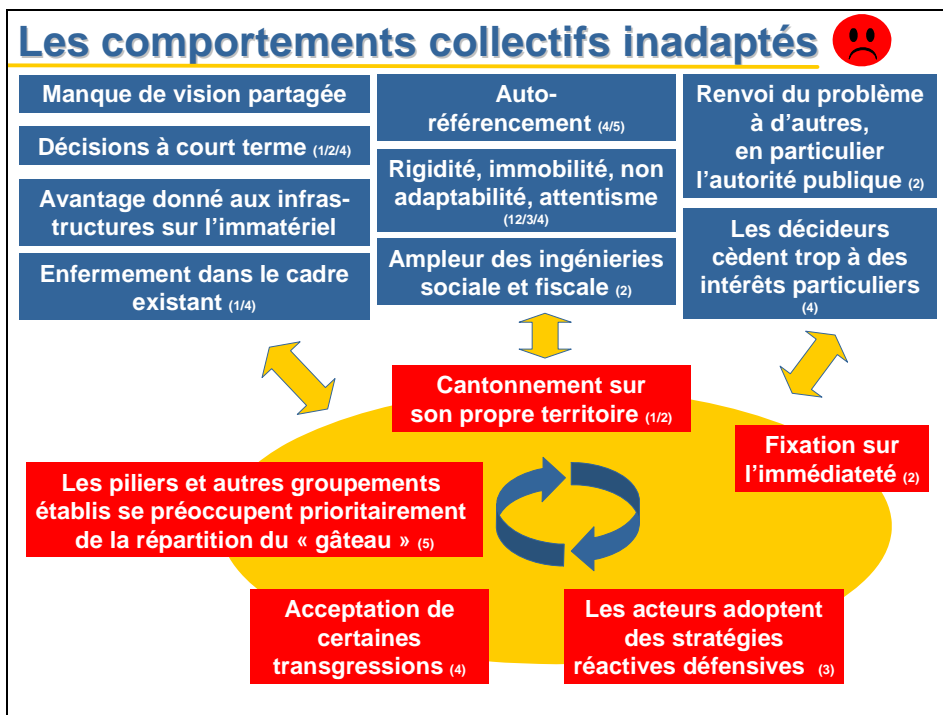 Les comportements collectifs inadaptés
Manque de vision partagée
Décisions à court terme (1/2/4)
Avantage donné aux infra-
structures sur l'immatériel
Enfermement dans le cadre
existant (1/4)
Auto-
référencement (4/5)
Rigidité, immobilité, non
adaptabilité, attentisme
(12/3/4)
Ampleur des ingénieries
sociale et fiscale (2)
Renvoi du problème
à d'autres,
en particulier
l'autorité publique (2)
Les décideurs
cèdent trop à des
intérêts particuliers
(4)
Cantonnement sur
son propre territoire (1/2)
Fixation sur
l'immédiateté (2)
Les piliers et autres groupements
établis se préoccupent prioritairement
de la répartition du « gâteau » (5)
Acceptation de
certaines
transgressions (4)
Les acteurs adoptent
des stratégies
réactives défensives (3)